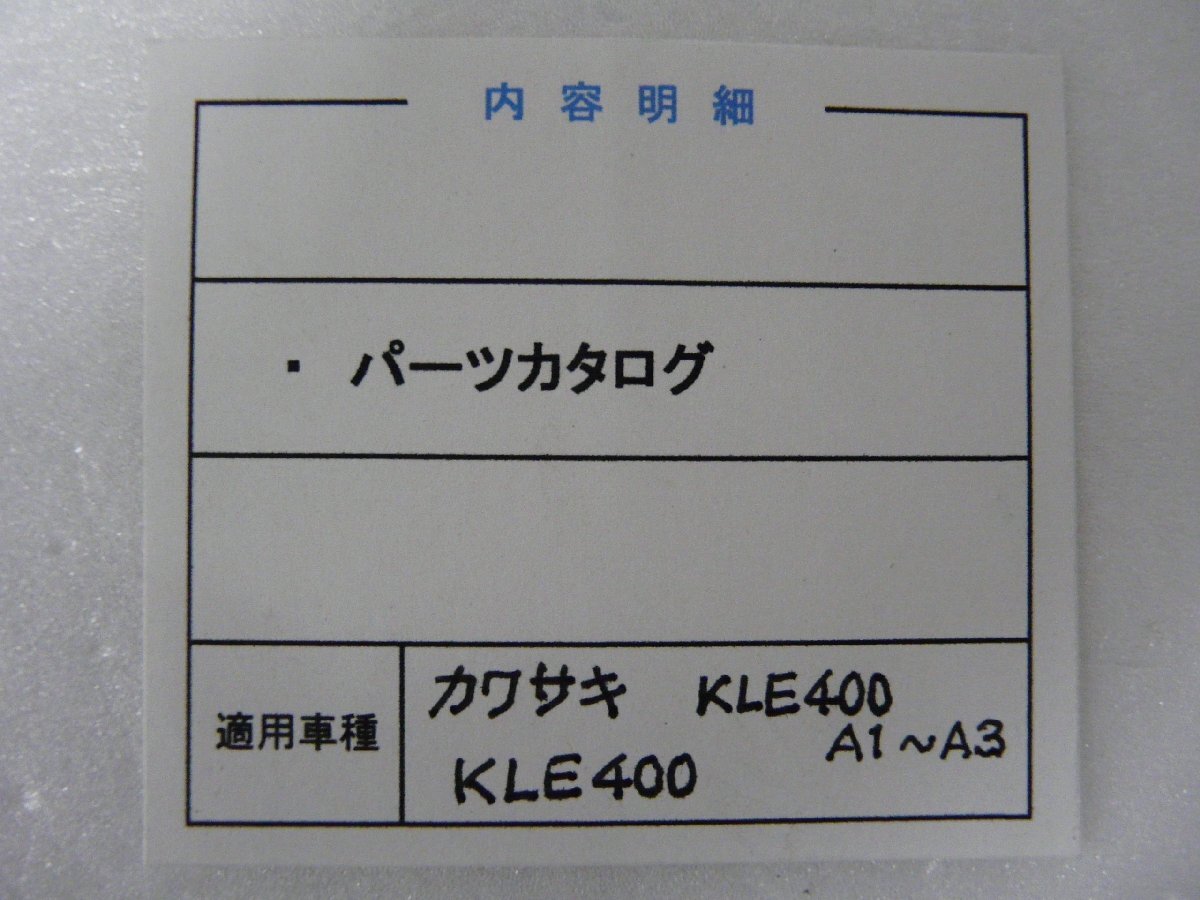 内容明細
・ パーツカタログ
適用車種
カワサキ KLE400
A1～A3
KLE400